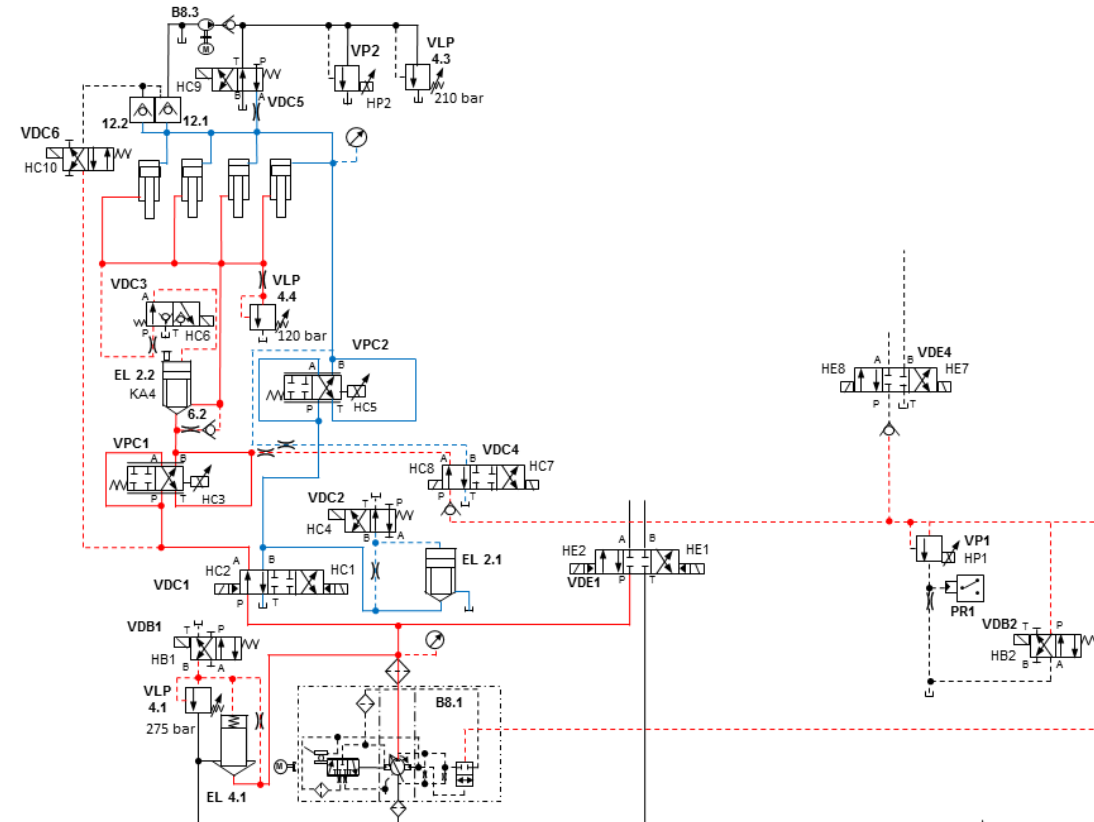 B8.3
M
T P
HC9
B A
VDC5
VP2
HP2
VLP
4.3
210 bar
12.2
12.1
VDC6
HC10
VDC3
A
P T
HC6
VLP
4.4
120 bar
VPC2
A B
P T
HC5
EL 2.2
KA4
6.2
VPC1
A B
P T
HC3
VDC4
HC8
A B
HC7
P T
VDE4
HE8
A B
HE7
P T
VDC2
T P
HC4
B A
EL 2.1
VDC1
HC2
A B
HC1
P T
VDE1
HE2
A B
HE1
P T
VP1
HP1
PR1
VDB2
T P
HB2
B A
VDB1
T P
HB1
B A
VLP
4.1
275 bar
EL 4.1
B8.1
M